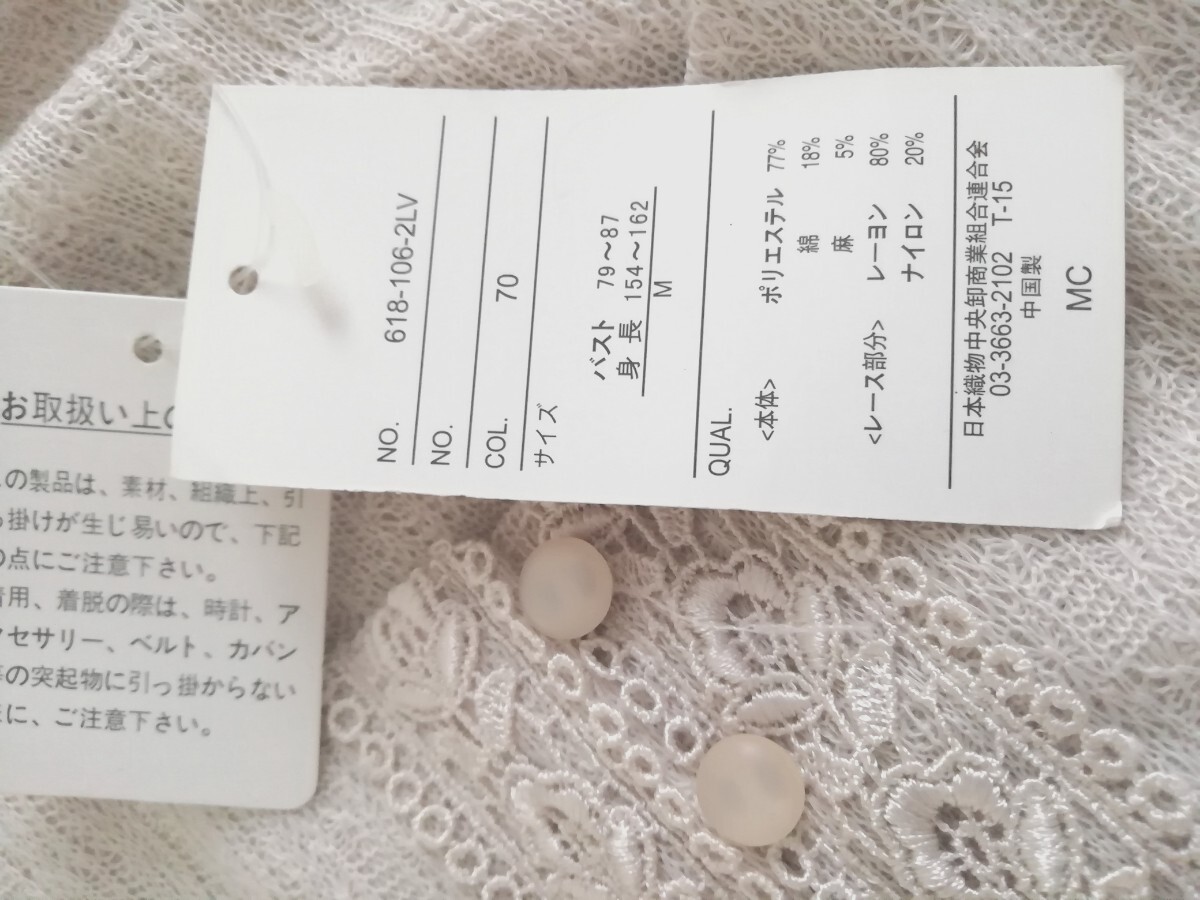 NO. 618-106-2LV
NO.
COL. 70
サイズ
バスト 79～87
身長 154～162
M
QUAL.
<本体> ポリエステル 77%
綿 18%
麻 5%
<レース部分> レーヨン 80%
ナイロン 20%
日本織物中央卸商業組合連合会
03-3663-2102 T-15
中国製
MC
お取扱い上の
の製品は、素材、組織上、引
っ掛けが生じ易いので、下記
の点にご注意下さい。
着用、着脱の際は、時計、ア
クセサリー、ベルト、カバン
等の突起物に引っ掛からない
に、ご注意下さい。